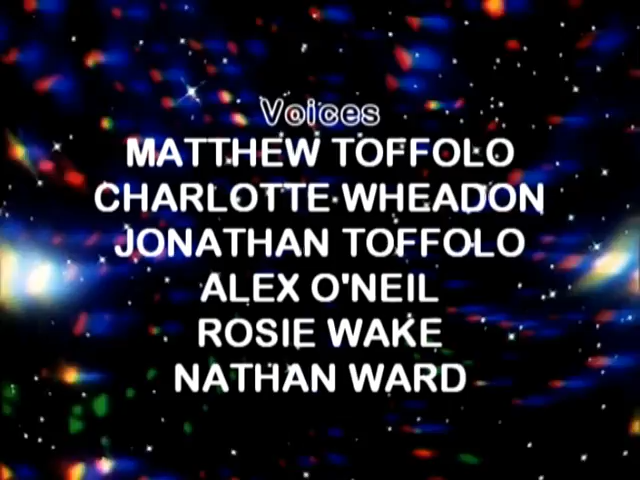 Voices
MATTHEW TOFFOLO
CHARLOTTE WHEADON
JONATHAN TOFFOLO
ALEX O'NEIL
ROSIE WAKE
NATHAN WARD